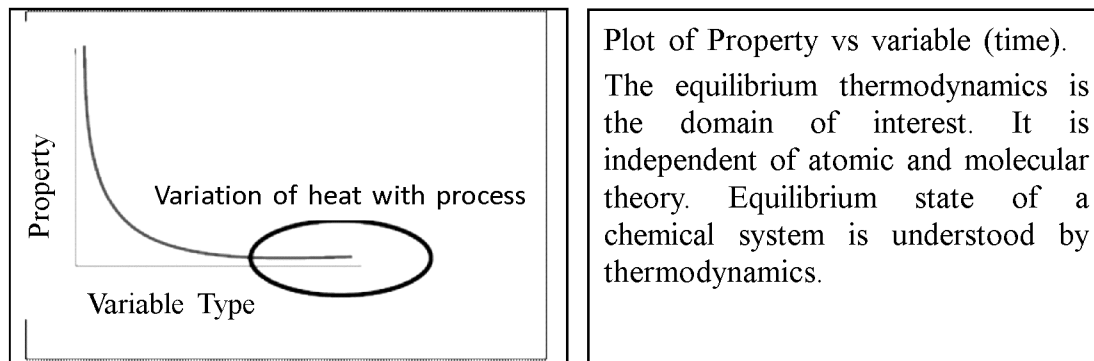 Property
Variation of heat with process
Variable Type
Plot of Property vs variable (time).
The equilibrium thermodynamics is
the domain of interest. It is
independent of atomic and molecular
theory. Equilibrium state of a
chemical system is understood by
thermodynamics.